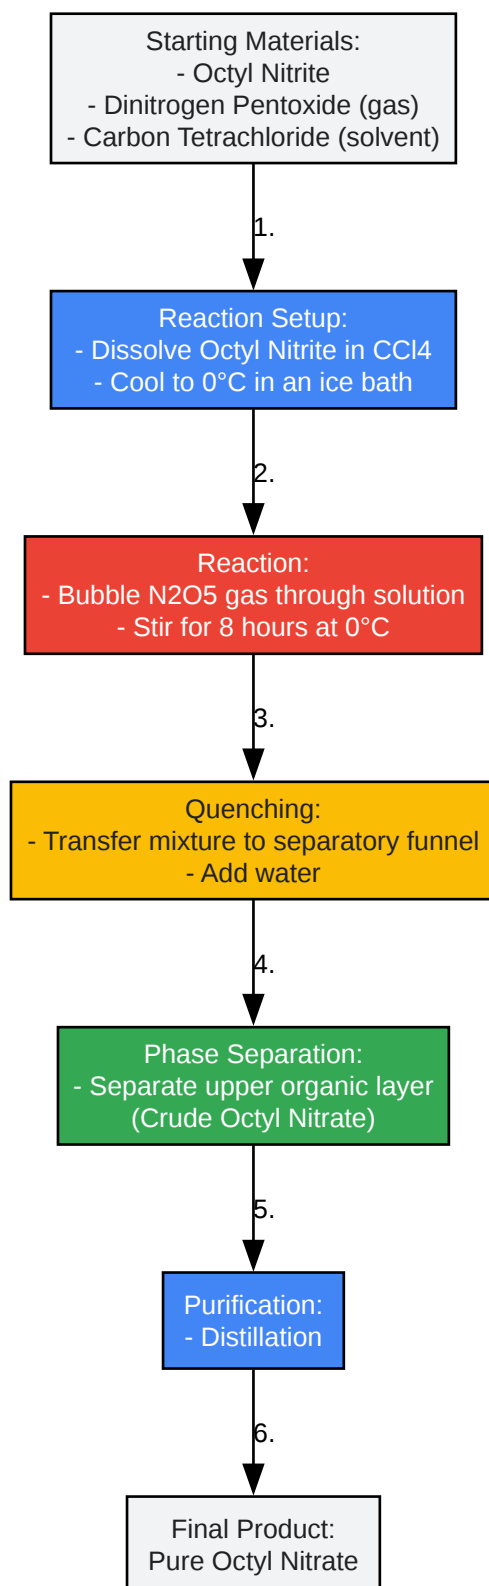 Starting Materials:
- Octyl Nitrite
- Dinitrogen Pentoxide (gas)
- Carbon Tetrachloride (solvent)
1.
Reaction Setup:
- Dissolve Octyl Nitrite in CCl4
- Cool to 0°C in an ice bath
2.
Reaction:
- Bubble N2O5 gas through solution
- Stir for 8 hours at 0°C
3.
Quenching:
- Transfer mixture to separatory funnel
- Add water
4.
Phase Separation:
- Separate upper organic layer
(Crude Octyl Nitrate)
5.
Purification:
- Distillation
6.
Final Product:
Pure Octyl Nitrate